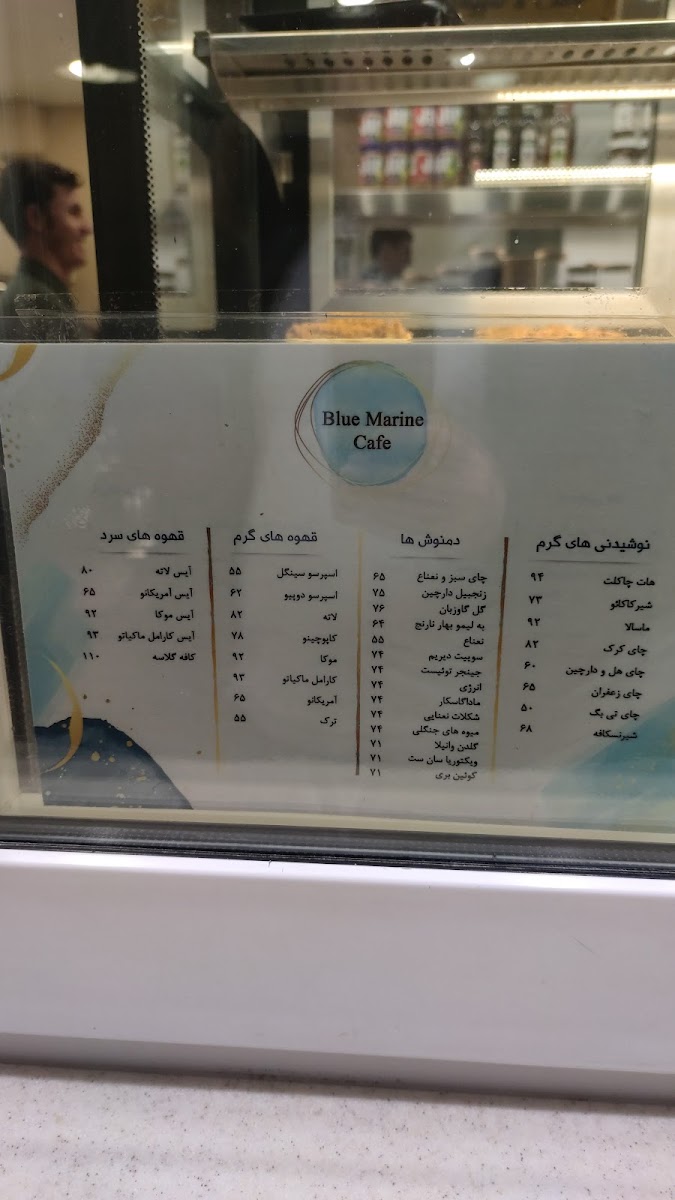 Blue Marine
Cafe
نوشیدنی های گرم
هات چاکلت ۹۴
شیرکاکائو ۷۳
ماسالا ۹۲
چای کرک ۸۲
چای هل و دارچین ۶۰
چای زعفران ۶۵
چای تی بگ ۵۰
شیرنسکافه ۶۸
دمنوش ها
چای سبز و نعناع ۶۵
زنجبیل دارچین ۷۵
گل گاوزبان ۷۶
به لیمو بهار نارنج ۶۴
نعناع ۵۵
سوییت دیریم ۷۴
جینجر توئیست ۷۴
انرژی ۷۴
ماداگاسکار ۷۴
شکلات نعنایی ۷۴
میوه های جنگلی ۷۴
گلدن وانیلا ۷۱
ویکتوریا سان ست ۷۱
کوئین بری ۷۱
قهوه های گرم
اسپرسو سینگل ۵۵
اسپرسو دوپیو ۶۲
لاته ۸۲
کاپوچینو ۷۸
موکا ۹۲
کارامل ماکیاتو ۹۳
آمریکانو ۶۵
ترک ۵۵
قهوه های سرد
آیس لاته ۸۰
آیس آمریکانو ۶۵
آیس موکا ۹۲
آیس کارامل ماکیاتو ۹۳
کافه گلاسه ۱۱۰